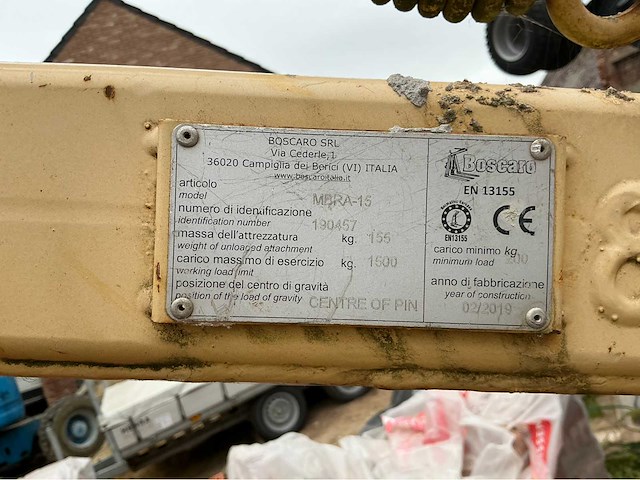 BOSCARO SRL
Via Cederle,1
36020 Campiglia dei Berici (VI) ITALIA
www.boscaroitalia.it
articolo
model MBRA-15
numero di identificazione
identification number 190457
massa dell'attrezzatura kg. 155
weight of unloaded attachment
carico massimo di esercizio kg. 1500
working load limit
posizione del centro di gravità
position of the load of gravity CENTRE OF PIN
Boscaro
EN 13155
EN13155
CE
carico minimo kg.
minimum load
anno di fabbricazione
year of construction
02/2019